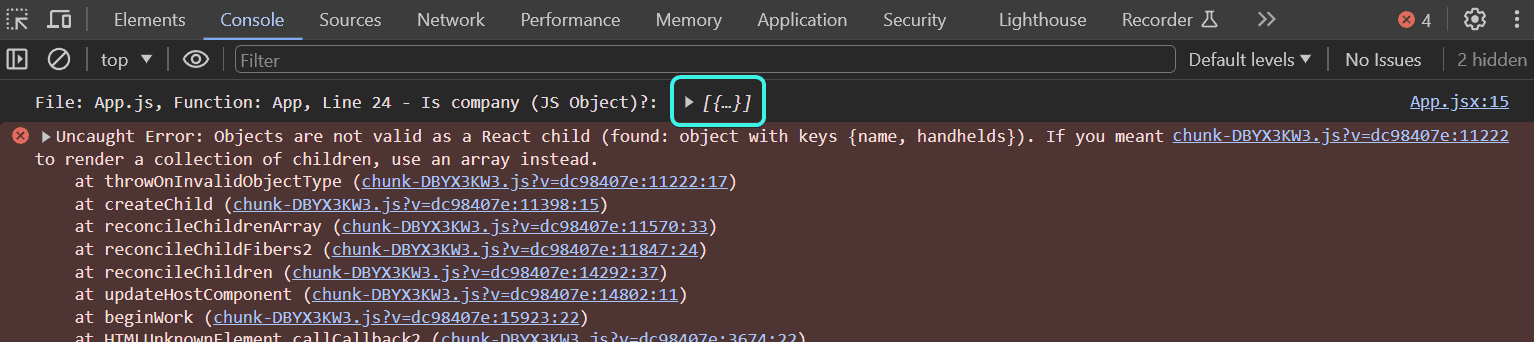 Elements Console Sources Network Performance Memory Application Security Lighthouse Recorder 4
top Filter Default levels No Issues 2 hidden
File: App.js, Function: App, Line 24 - Is company (JS Object)?: [{…}] App.jsx:15
Uncaught Error: Objects are not valid as a React child (found: object with keys {name, handhelds}). If you meant chunk-DBYX3KW3.js?v=dc98407e:11222
to render a collection of children, use an array instead.
at throwOnInvalidObjectType (chunk-DBYX3KW3.js?v=dc98407e:11222:17)
at createChild (chunk-DBYX3KW3.js?v=dc98407e:11398:15)
at reconcileChildrenArray (chunk-DBYX3KW3.js?v=dc98407e:11570:33)
at reconcileChildFibers2 (chunk-DBYX3KW3.js?v=dc98407e:11847:24)
at reconcileChildren (chunk-DBYX3KW3.js?v=dc98407e:14292:37)
at updateHostComponent (chunk-DBYX3KW3.js?v=dc98407e:14802:11)
at beginWork (chunk-DBYX3KW3.js?v=dc98407e:15923:22)
at HTMLUnknownElement.callCallback2 (chunk-DBYX3KW3.js?v=dc98407e:3674:22)